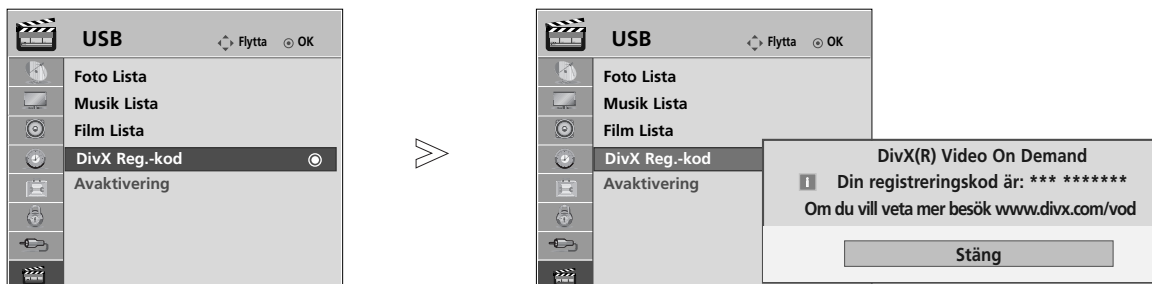 USB Flytta OK
Foto Lista
Musik Lista
Film Lista
DivX Reg.-kod
Avaktivering
USB Flytta OK
Foto Lista
Musik Lista
Film Lista
DivX Reg.-kod
Avaktivering
DivX(R) Video On Demand
Din registreringskod är: *** *******
Om du vill veta mer besök www.divx.com/vod
Stäng